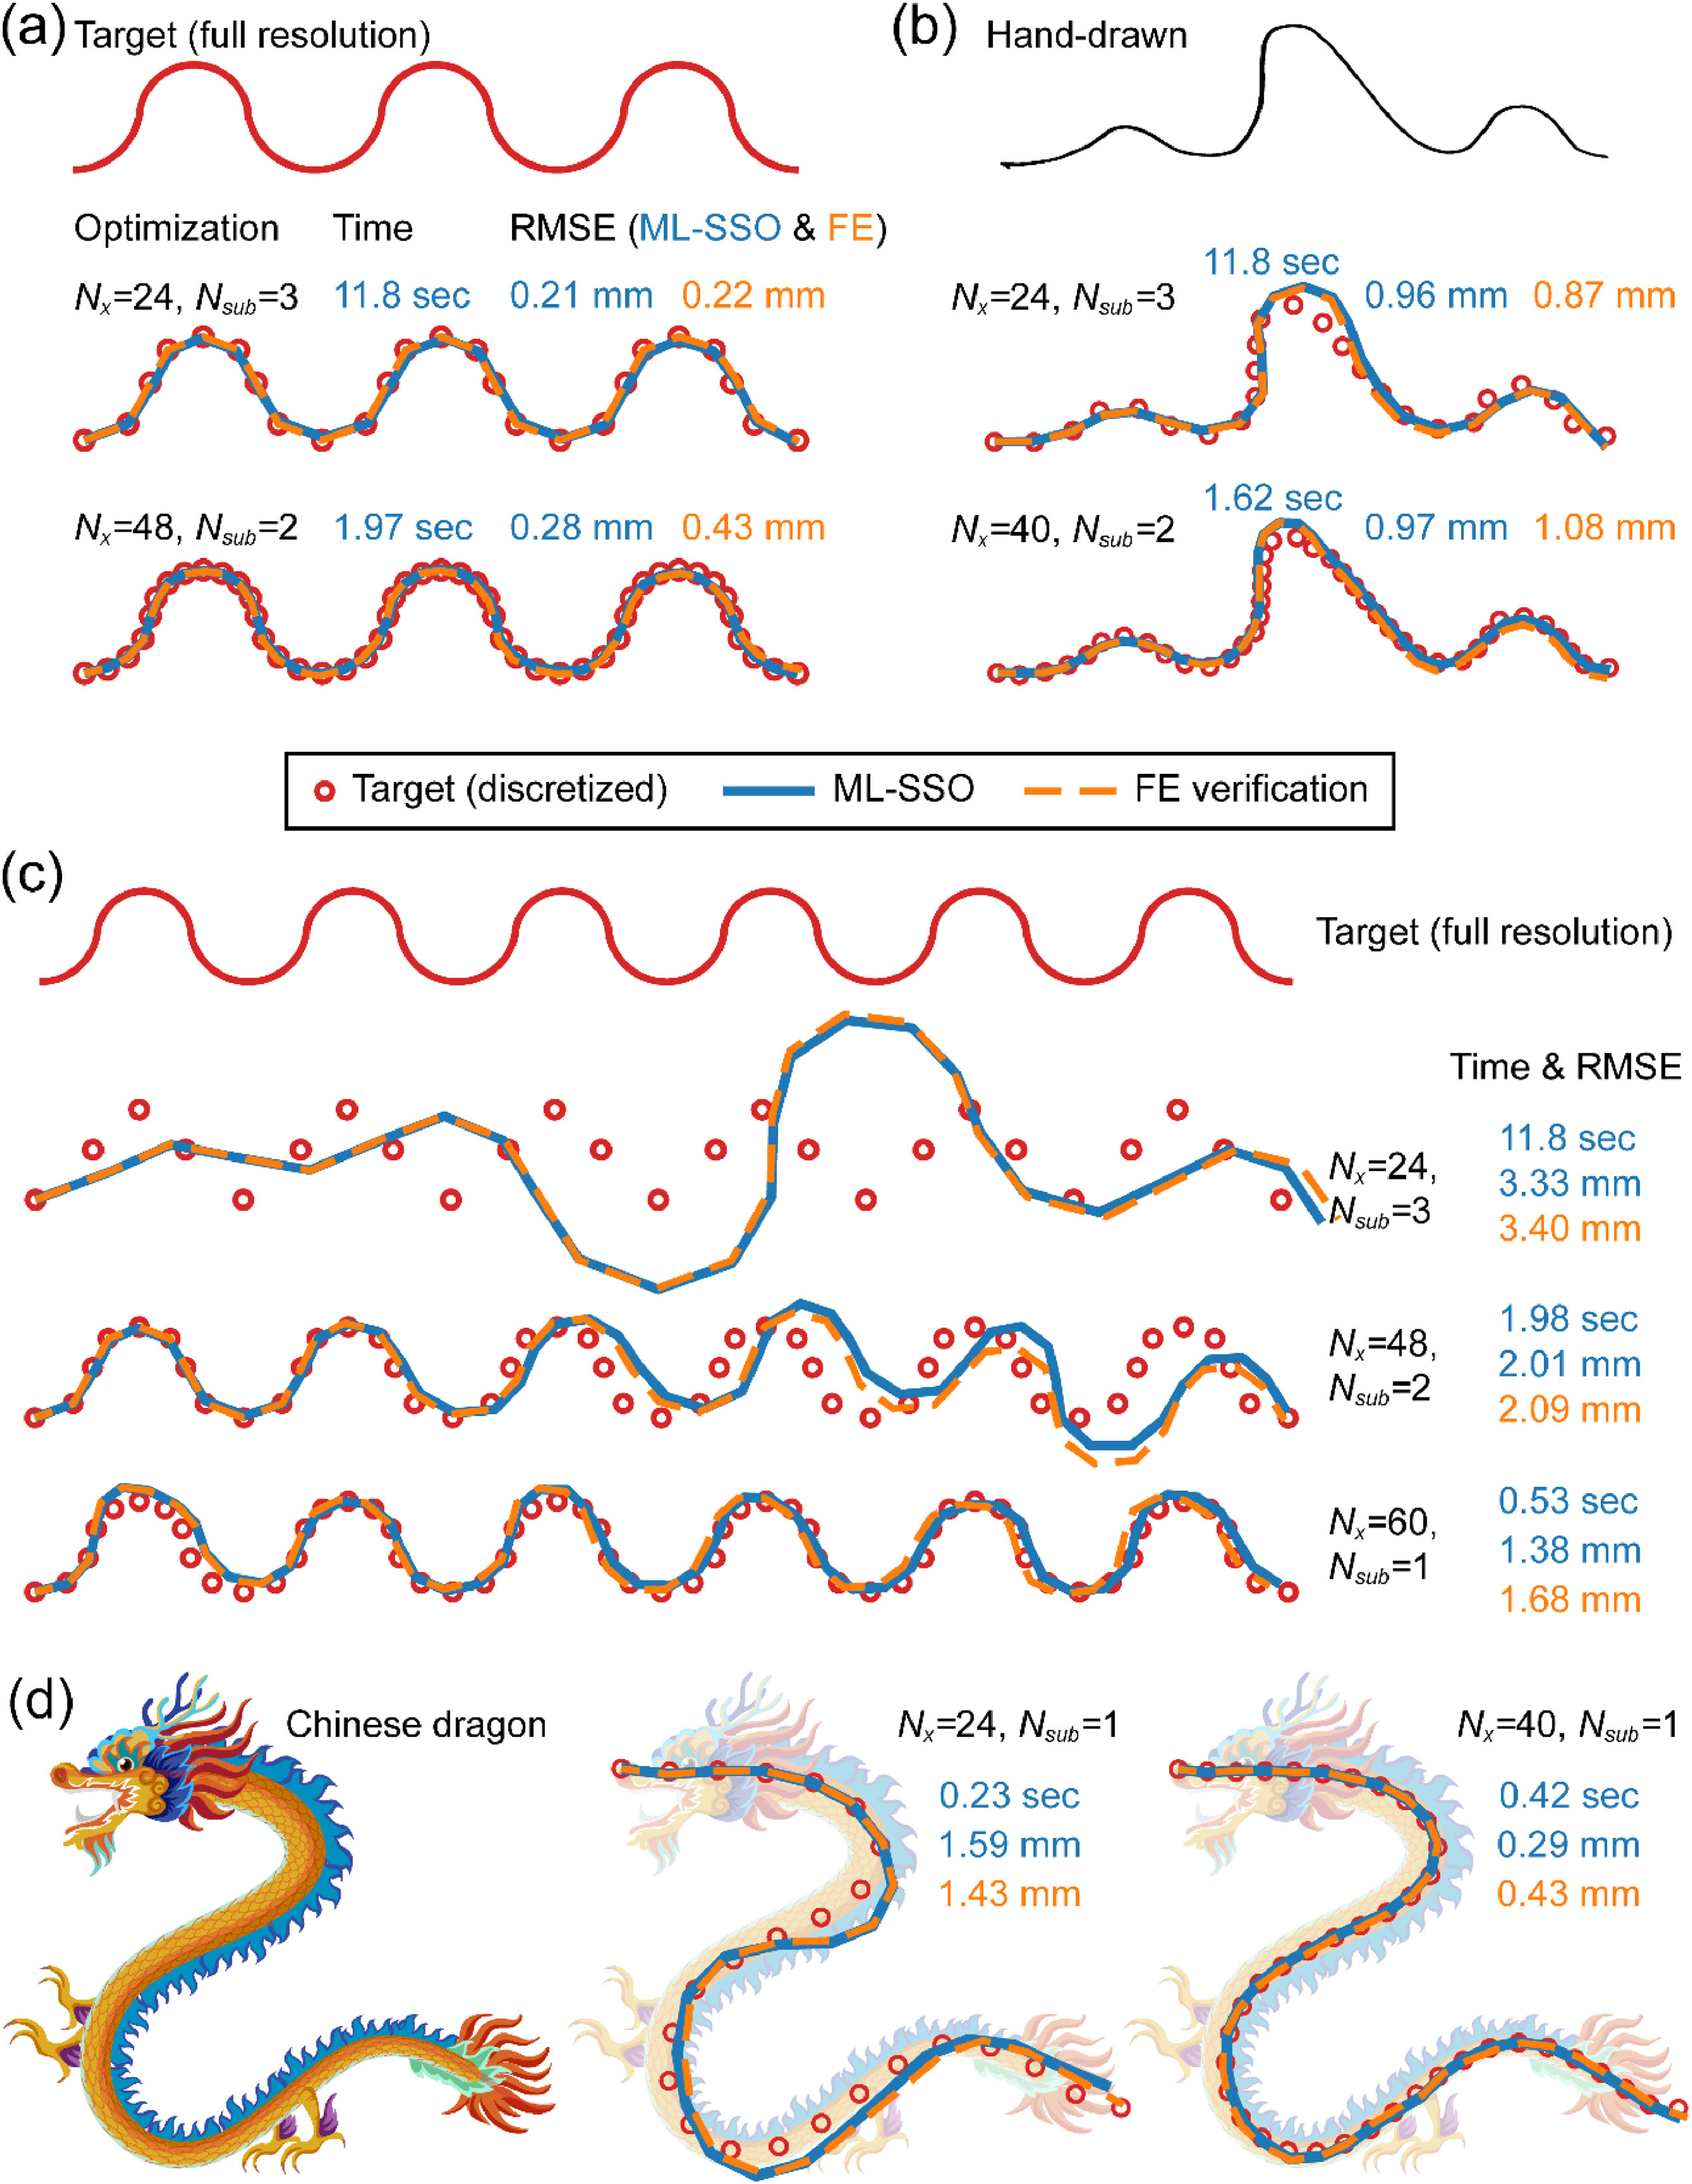 (a) Target (full resolution)
Optimization Time RMSE (ML-SSO & FE)
Nx=24, Nsub=3 11.8 sec 0.21 mm 0.22 mm
Nx=48, Nsub=2 1.97 sec 0.28 mm 0.43 mm
(b) Hand-drawn
11.8 sec
Nx=24, Nsub=3 0.96 mm 0.87 mm
1.62 sec
Nx=40, Nsub=2 0.97 mm 1.08 mm
Target (discretized) ML-SSO FE verification
(c)
Target (full resolution)
Time & RMSE
Nx=24,
Nsub=3
11.8 sec
3.33 mm
3.40 mm
Nx=48,
Nsub=2
1.98 sec
2.01 mm
2.09 mm
Nx=60,
Nsub=1
0.53 sec
1.38 mm
1.68 mm
(d) Chinese dragon
Nx=24, Nsub=1
0.23 sec
1.59 mm
1.43 mm
Nx=40, Nsub=1
0.42 sec
0.29 mm
0.43 mm